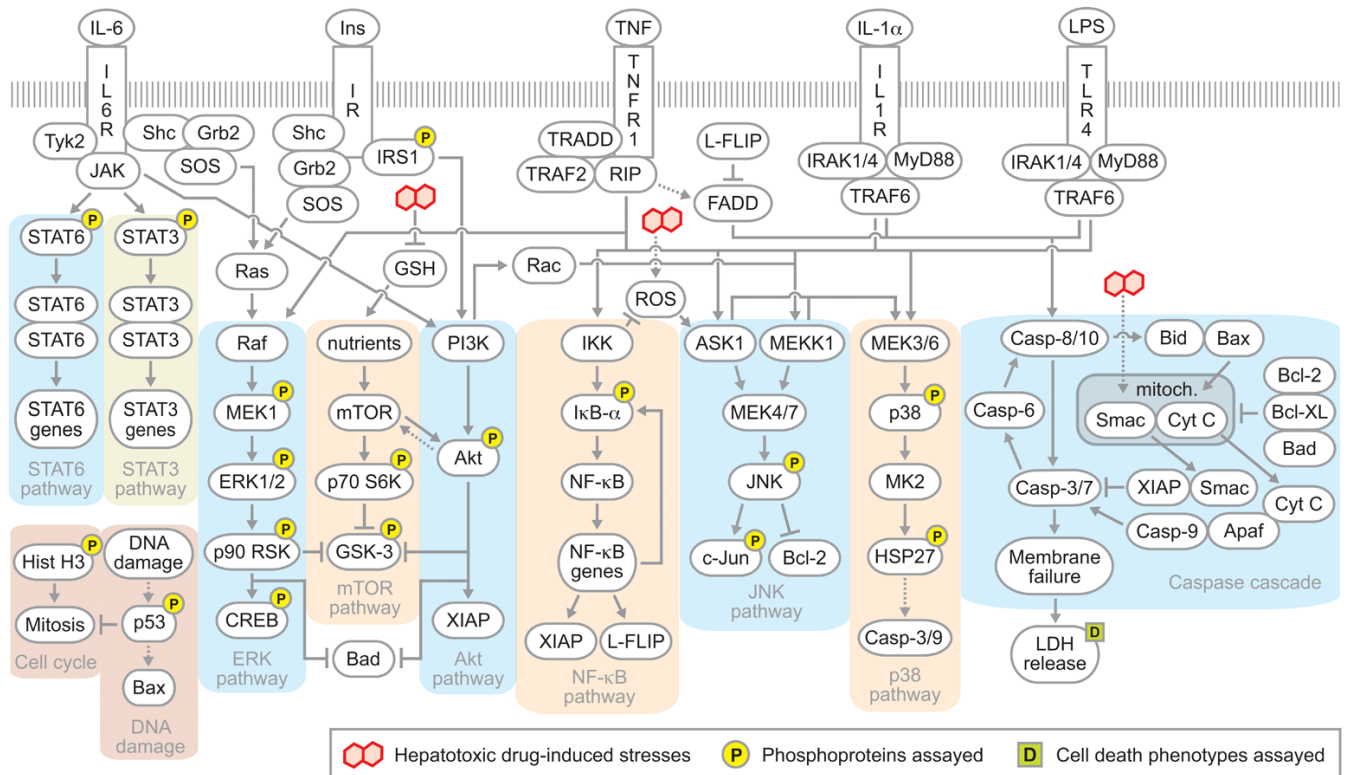 IL-6
Ins
TNF
IL-1α
LPS
IL6R
IR
TNFR1
IL1R
TLR4
Tyk2
Shc
Grb2
SOS
JAK
Shc
Grb2
SOS
IRS1
P
TRADD
TRAF2
RIP
L-FLIP
FADD
IRAK1/4
MyD88
TRAF6
IRAK1/4
MyD88
TRAF6
STAT6
P
STAT3
P
Ras
GSH
Rac
ROS
STAT6
STAT6
STAT3
STAT3
STAT6
genes
STAT3
genes
STAT6
pathway
STAT3
pathway
Raf
MEK1
P
ERK1/2
P
p90 RSK
P
CREB
P
ERK
pathway
nutrients
mTOR
p70 S6K
P
GSK-3
P
mTOR
pathway
Bad
PI3K
Akt
P
XIAP
Akt
pathway
IKK
IκB-α
P
NF-κB
NF-κB
genes
XIAP
L-FLIP
NF-κB
pathway
ASK1
MEKK1
MEK4/7
JNK
P
c-Jun
P
Bcl-2
JNK
pathway
MEK3/6
p38
P
MK2
HSP27
P
Casp-3/9
p38
pathway
Casp-8/10
Bid
Bax
mitoch.
Smac
Cyt C
Bcl-2
Bcl-XL
Bad
Casp-6
Casp-3/7
XIAP
Smac
Cyt C
Casp-9
Apaf
Membrane
failure
Caspase cascade
LDH
release
D
Hist H3
P
Mitosis
Cell cycle
DNA
damage
p53
P
Bax
DNA
damage
Hepatotoxic drug-induced stresses
P
Phosphoproteins assayed
D
Cell death phenotypes assayed